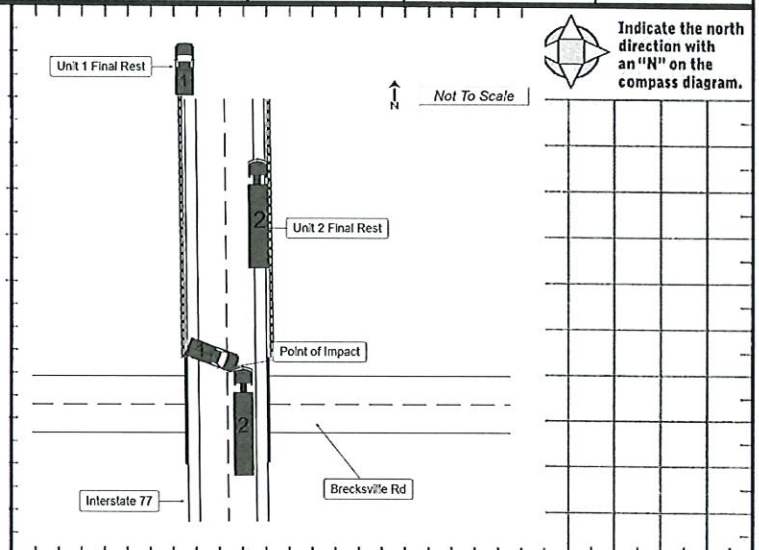 Indicate the north
direction with
an "N" on the
compass diagram.
Unit 1 Final Rest
1
N
Not To Scale
2
Unit 2 Final Rest
Point of Impact
2
Interstate 77
Brecksville Rd